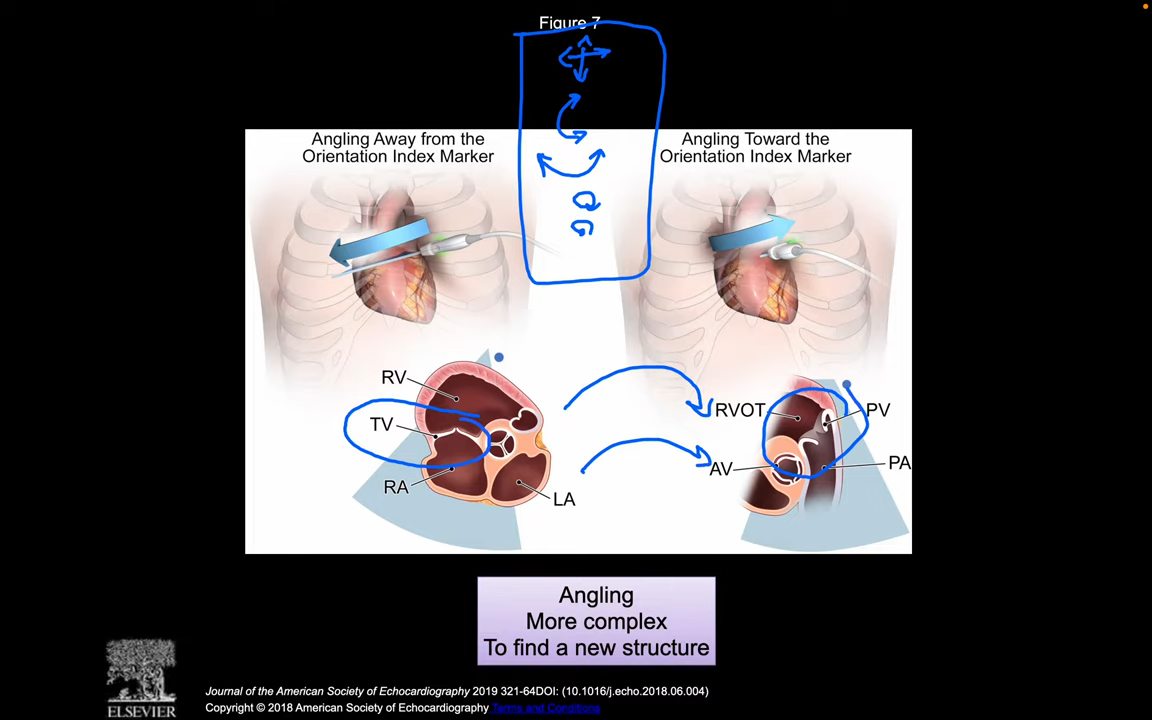 Figure 7
Angling Away from the
Orientation Index Marker
Angling Toward the
Orientation Index Marker
RV
TV
RA
LA
RVOT
PV
AV
PA
Angling
More complex
To find a new structure
ELSEVIER
Journal of the American Society of Echocardiography 2019 321-64DOI: (10.1016/j.echo.2018.06.004)
Copyright © 2018 American Society of Echocardiography Terms and Conditions